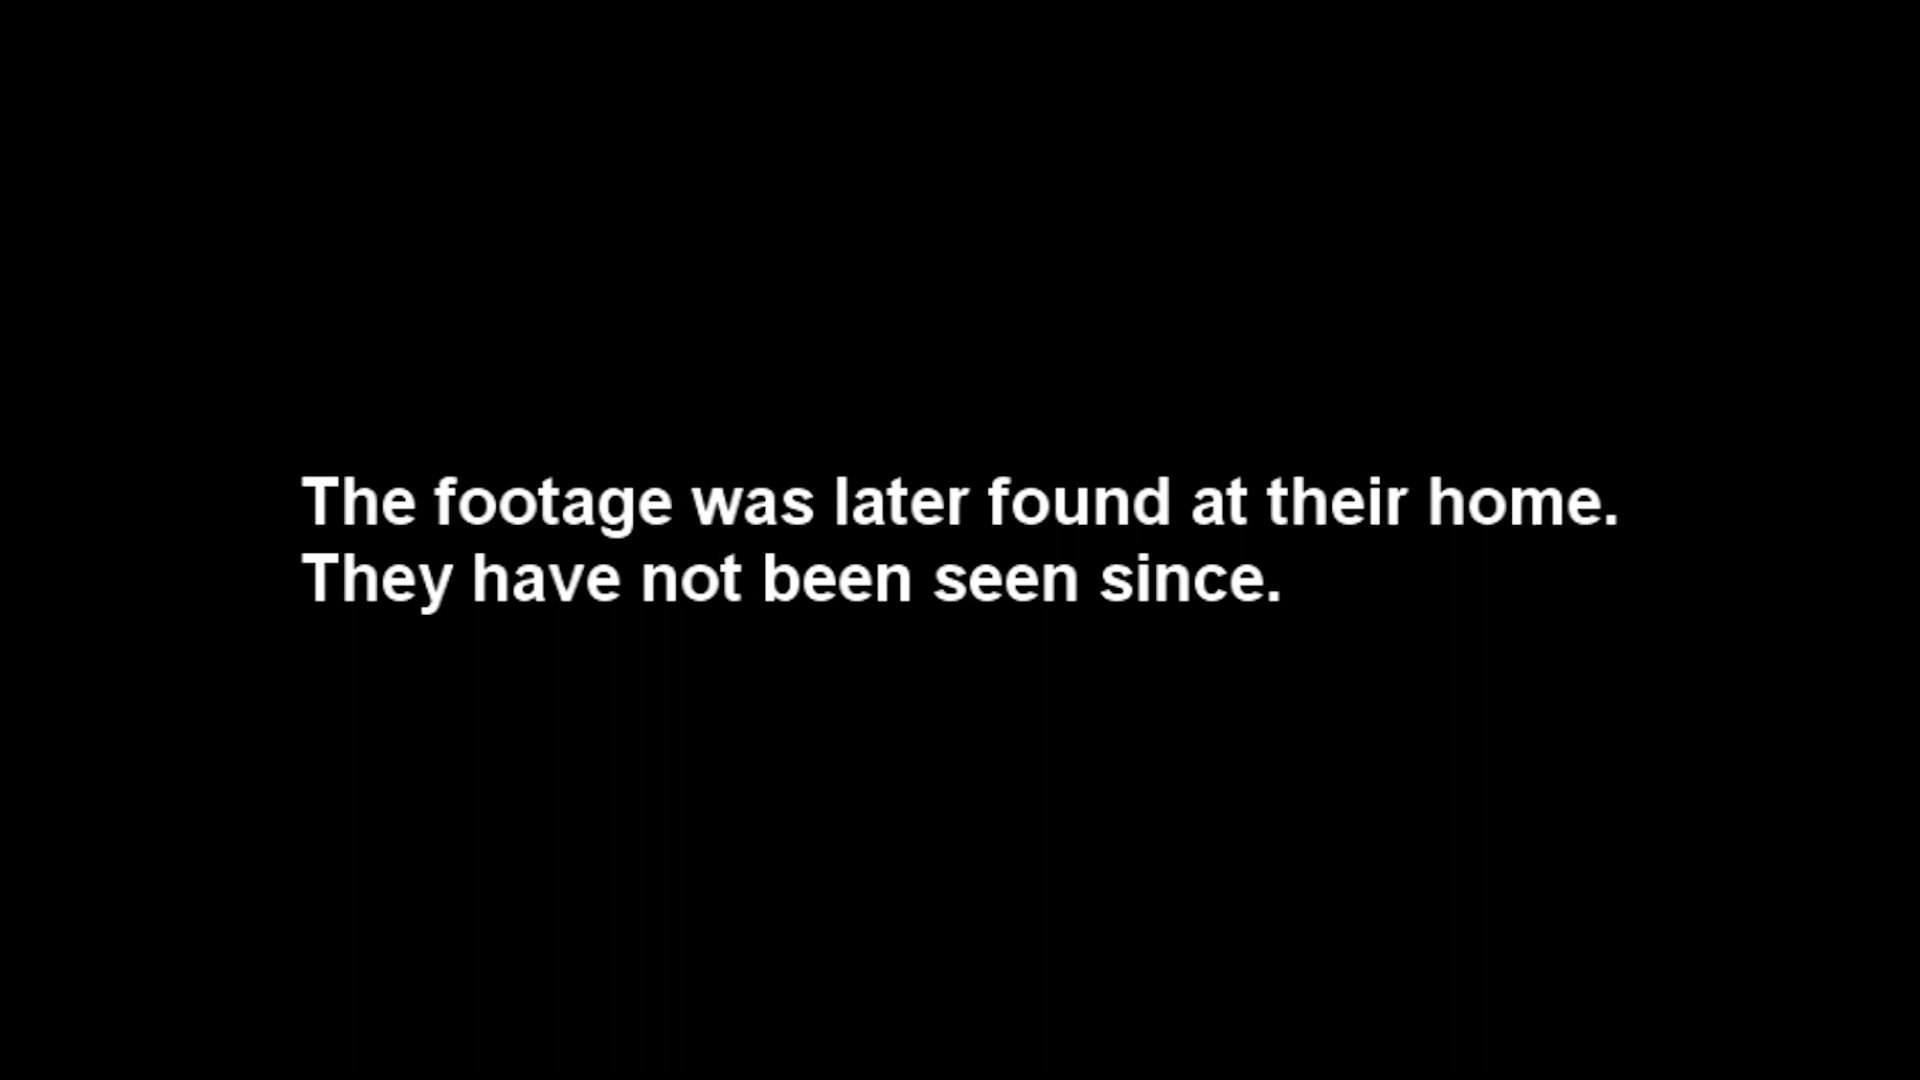 The footage was later found at their home.
They have not been seen since.